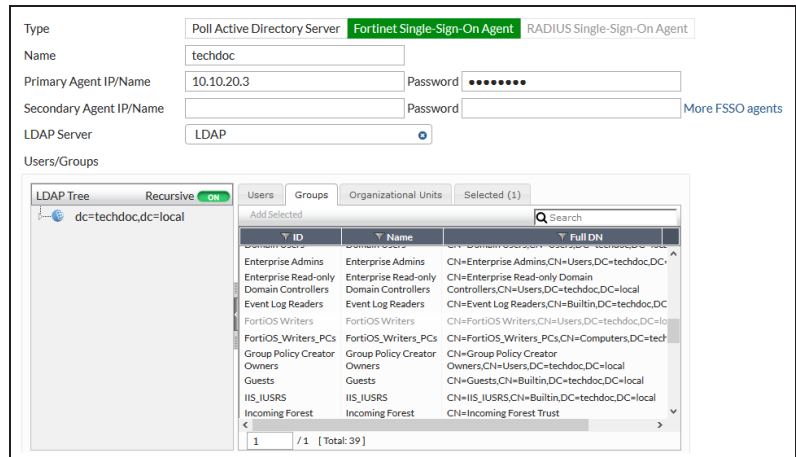 Type Poll Active Directory Server Fortinet Single-Sign-On Agent RADIUS Single-Sign-On Agent
Name techdoc
Primary Agent IP/Name 10.10.20.3 Password ●●●●●●●●
Secondary Agent IP/Name Password More FSSO agents
LDAP Server LDAP
Users/Groups
LDAP Tree Recursive ON
dc=techdoc,dc=local
Users Groups Organizational Units Selected (1)
Add Selected Search
ID Name Full DN
Enterprise Admins Enterprise Admins CN=Enterprise Admins,CN=Users,DC=techdoc,DC=
Enterprise Read-only Enterprise Read-only CN=Enterprise Read-only Domain
Domain Controllers Domain Controllers Controllers,CN=Users,DC=techdoc,DC=local
Event Log Readers Event Log Readers CN=Event Log Readers,CN=Builtin,DC=techdoc,DC
FortiOS Writers FortiOS Writers CN=FortiOS Writers,CN=Users,DC=techdoc,DC=lo
FortiOS_Writers_PCs FortiOS_Writers_PCs CN=FortiOS_Writers_PCs,CN=Computers,DC=tech
Group Policy Creator Group Policy Creator CN=Group Policy Creator
Owners Owners Owners,CN=Users,DC=techdoc,DC=local
Guests Guests CN=Guests,CN=Builtin,DC=techdoc,DC=local
IIS_IUSRS IIS_IUSRS CN=IIS_IUSRS,CN=Builtin,DC=techdoc,DC=local
Incoming Forest Incoming Forest CN=Incoming Forest Trust
1 / 1 [ Total: 39 ]